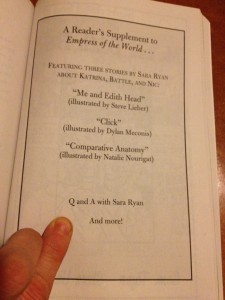 A Reader's Supplement to
Empress of the World . . .
Featuring three stories by Sara Ryan
about Katrina, Battle, and Nic:
"Me and Edith Head"
(illustrated by Steve Lieber)
"Click"
(illustrated by Dylan Meconis)
"Comparative Anatomy"
(illustrated by Natalie Nourigat)
Q and A with Sara Ryan
And more!